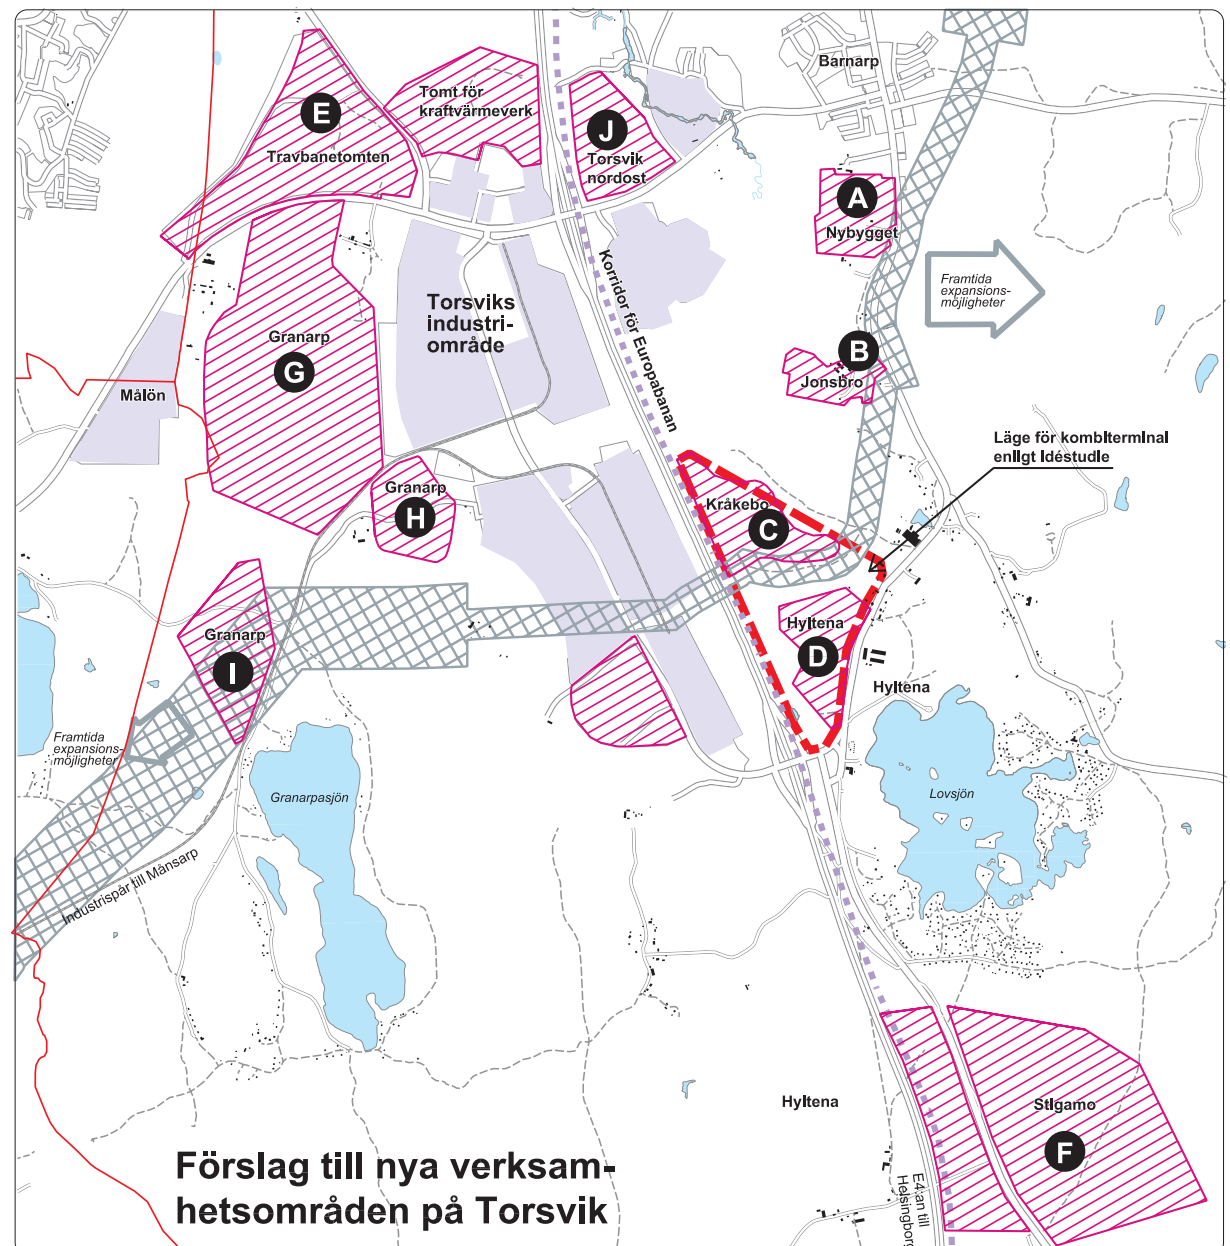 Barnarp
Tomt för
kraftvärmeverk
E
Travbanetomten
J
Torsvik
nordost
A
Nybygget
Korridor för Europabanan
Framtida
expansions-
möjligheter
Torsviks
industri-
område
Granarp
G
B
Jonsbro
Målön
Läge för kombiterminal
enligt idéstudie
Granarp
H
Kråkebo
C
Granarp
I
Hyltena
D
Hyltena
Framtida
expansions-
möjligheter
Granarpasjön
Lovsjön
Industrispår till Månsarp
Hyltena
Stigamo
F
E4:an till
Helsingborg
Förslag till nya verksam-
hetsområden på Torsvik